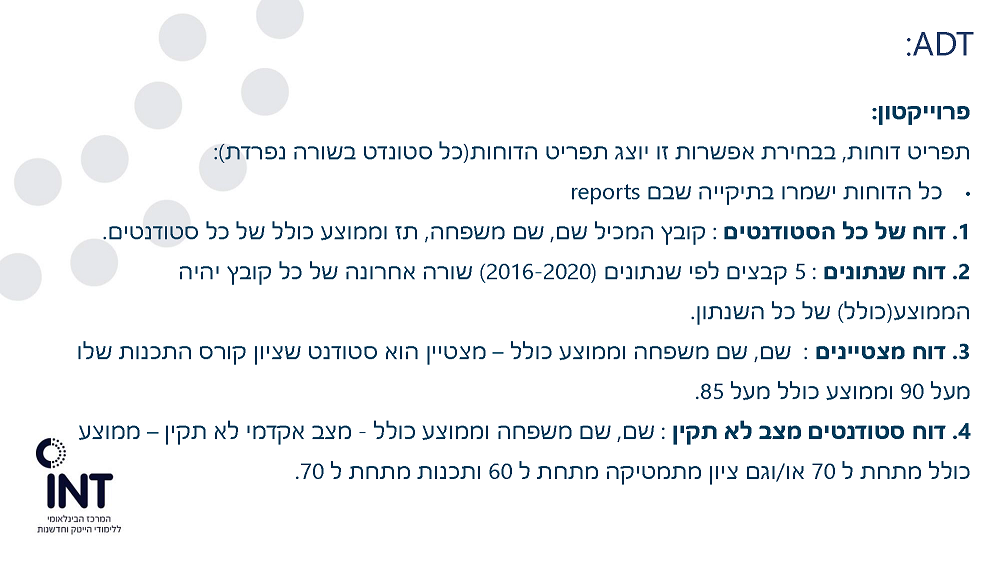 ADT:
פרוייקטון:
תפריט דוחות, בבחירת אפשרות זו יוצג תפריט הדוחות(כל סטונדט בשורה נפרדת):
• כל הדוחות ישמרו בתיקייה שבם reports
1. דוח של כל הסטודנטים : קובץ המכיל שם, שם משפחה, תז וממוצע כולל של כל סטודנטים.
2. דוח שנתונים : 5 קבצים לפי שנתונים (2016-2020) שורה אחרונה של כל קובץ יהיה
הממוצע(כולל) של כל השנתון.
3. דוח מצטיינים : שם, שם משפחה וממוצע כולל – מצטיין הוא סטודנט שציון קורס התכנות שלו
מעל 90 וממוצע כולל מעל 85.
4. דוח סטודנטים מצב לא תקין : שם, שם משפחה וממוצע כולל - מצב אקדמי לא תקין – ממוצע
כולל מתחת ל 70 או/וגם ציון מתמטיקה מתחת ל 60 ותכנות מתחת ל 70.
INT
המרכז הבינלאומי
ללימודי הייטק וחדשנות